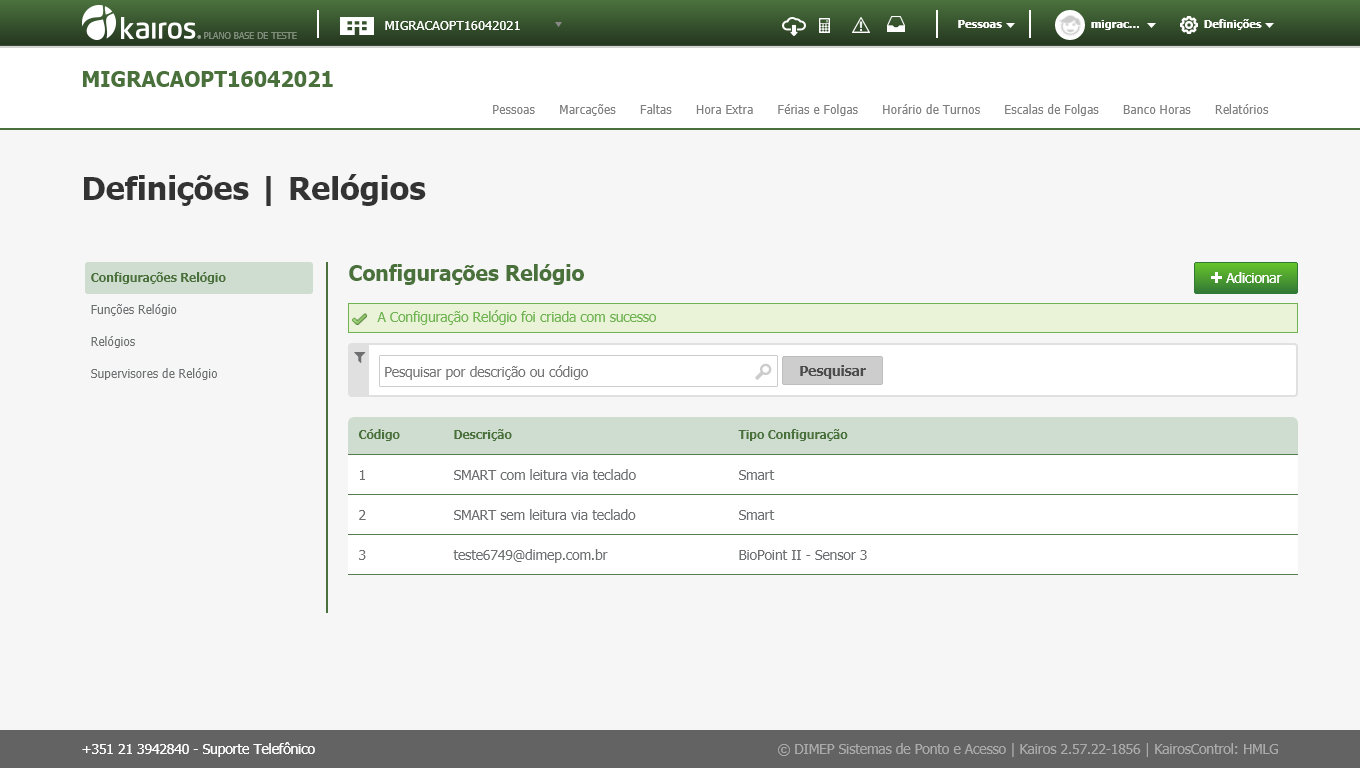 kairos. PLANO BASE DE TESTE MIGRACAOPT16042021 Pessoas migrac... Definições
MIGRACAOPT16042021
Pessoas Marcações Faltas Hora Extra Férias e Folgas Horário de Turnos Escalas de Folgas Banco Horas Relatórios
Definições | Relógios
Configurações Relógio
Funções Relógio
Relógios
Supervisores de Relógio
Configurações Relógio
Adicionar
A Configuração Relógio foi criada com sucesso
Pesquisar por descrição ou código Pesquisar
Código Descrição Tipo Configuração
1 SMART com leitura via teclado Smart
2 SMART sem leitura via teclado Smart
3 teste6749@dimep.com.br BioPoint II - Sensor 3
+351 21 3942840 - Suporte Telefônico © DIMEP Sistemas de Ponto e Acesso | Kairos 2.57.22-1856 | KairosControl: HMLG